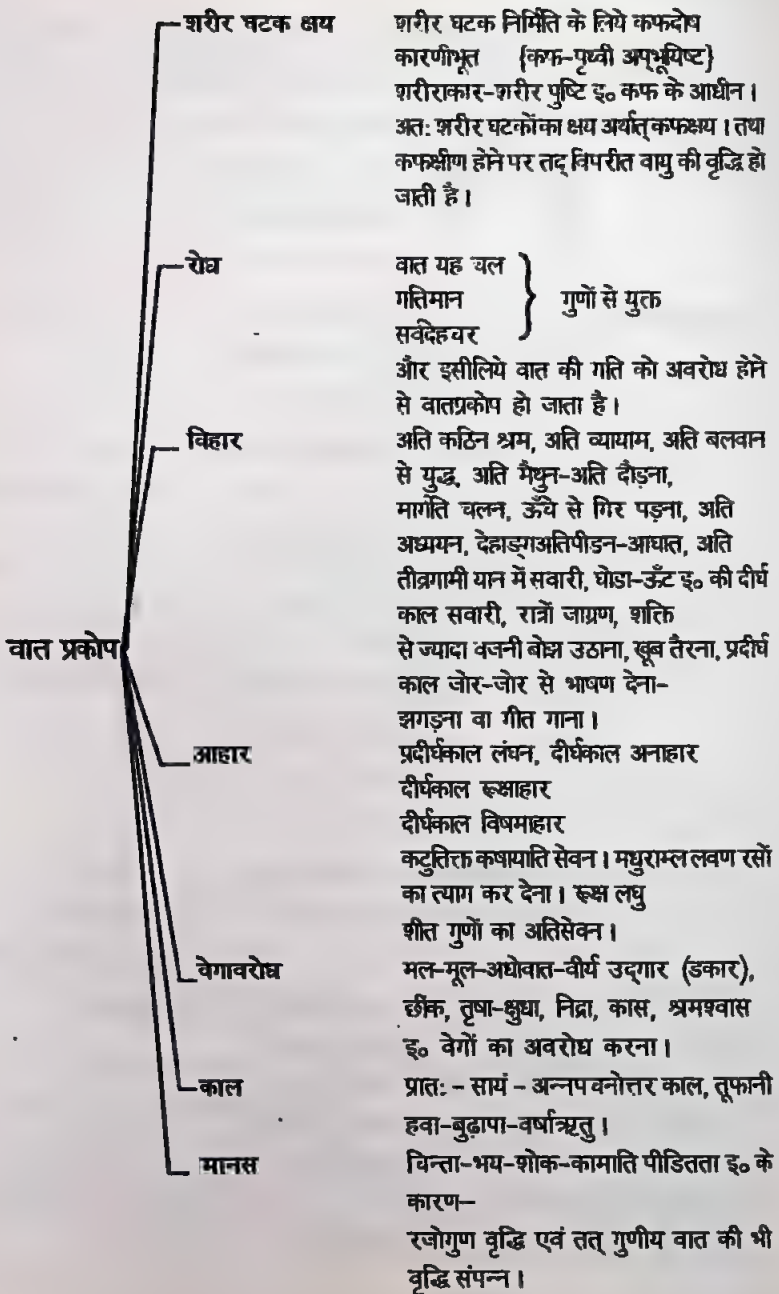 शरीर घटक क्षय
शरीर घटक निर्मिति के लिये कफदोष
कारणीभूत {कफ-पृथ्वी अप्‌भूयिष्ट}
शरीराकार-शरीर पुष्टि इ० कफ के आधीन ।
अतः शरीर घटकों का क्षय अर्थात् कफक्षय । तथा
कफक्षीण होने पर तद् विपरीत वायु की वृद्धि हो
जाती है ।
रोध
वात यह चल
गतिमान } गुणों से युक्त
सर्वदेहचर
और इसीलिये वात की गति को अवरोध होने
से वातप्रकोप हो जाता है ।
विहार
अति कठिन श्रम, अति व्यायाम, अति बलवान
से युद्ध, अति मैथुन-अति दौड़ना,
मार्गाति चलन, ऊँचे से गिर पड़ना, अति
अध्ययन, देहाङ्गअतिपीडन-आघात, अति
तीव्रगामी यान में सवारी, घोडा-ऊँट इ० की दीर्घ
काल सवारी, रात्रौ जाग्रण, शक्ति
वात प्रकोप
से ज्यादा वजनी बोझ उठाना, खूब तैरना, प्रदीर्घ
काल जोर-जोर से भाषण देना-
झगड़ना वा गीत गाना ।
आहार
प्रदीर्घकाल लंघन, दीर्घकाल अनाहार
दीर्घकाल रूक्षाहार
दीर्घकाल विषमाहार
कटुतिक्त कषायाति सेवन । मधुराम्ल लवण रसों
का त्याग कर देना । रूक्ष लघु
शीत गुणों का अतिसेवन ।
वेगावरोध
मल-मूल-अधोवात-वीर्य उद्‌गार (डकार),
छींक, तृषा-क्षुधा, निद्रा, कास, श्रमश्वास
इ० वेगों का अवरोध करना ।
काल
प्रातः - सायं - अन्नपचनोत्तर काल, तूफानी
हवा-बुढ़ापा-वर्षाऋतु ।
मानस
चिन्ता-भय-शोक-कामाति पीडितता इ० के
कारण-
रजोगुण वृद्धि एवं तत् गुणीय वात की भी
वृद्धि संपन्न ।